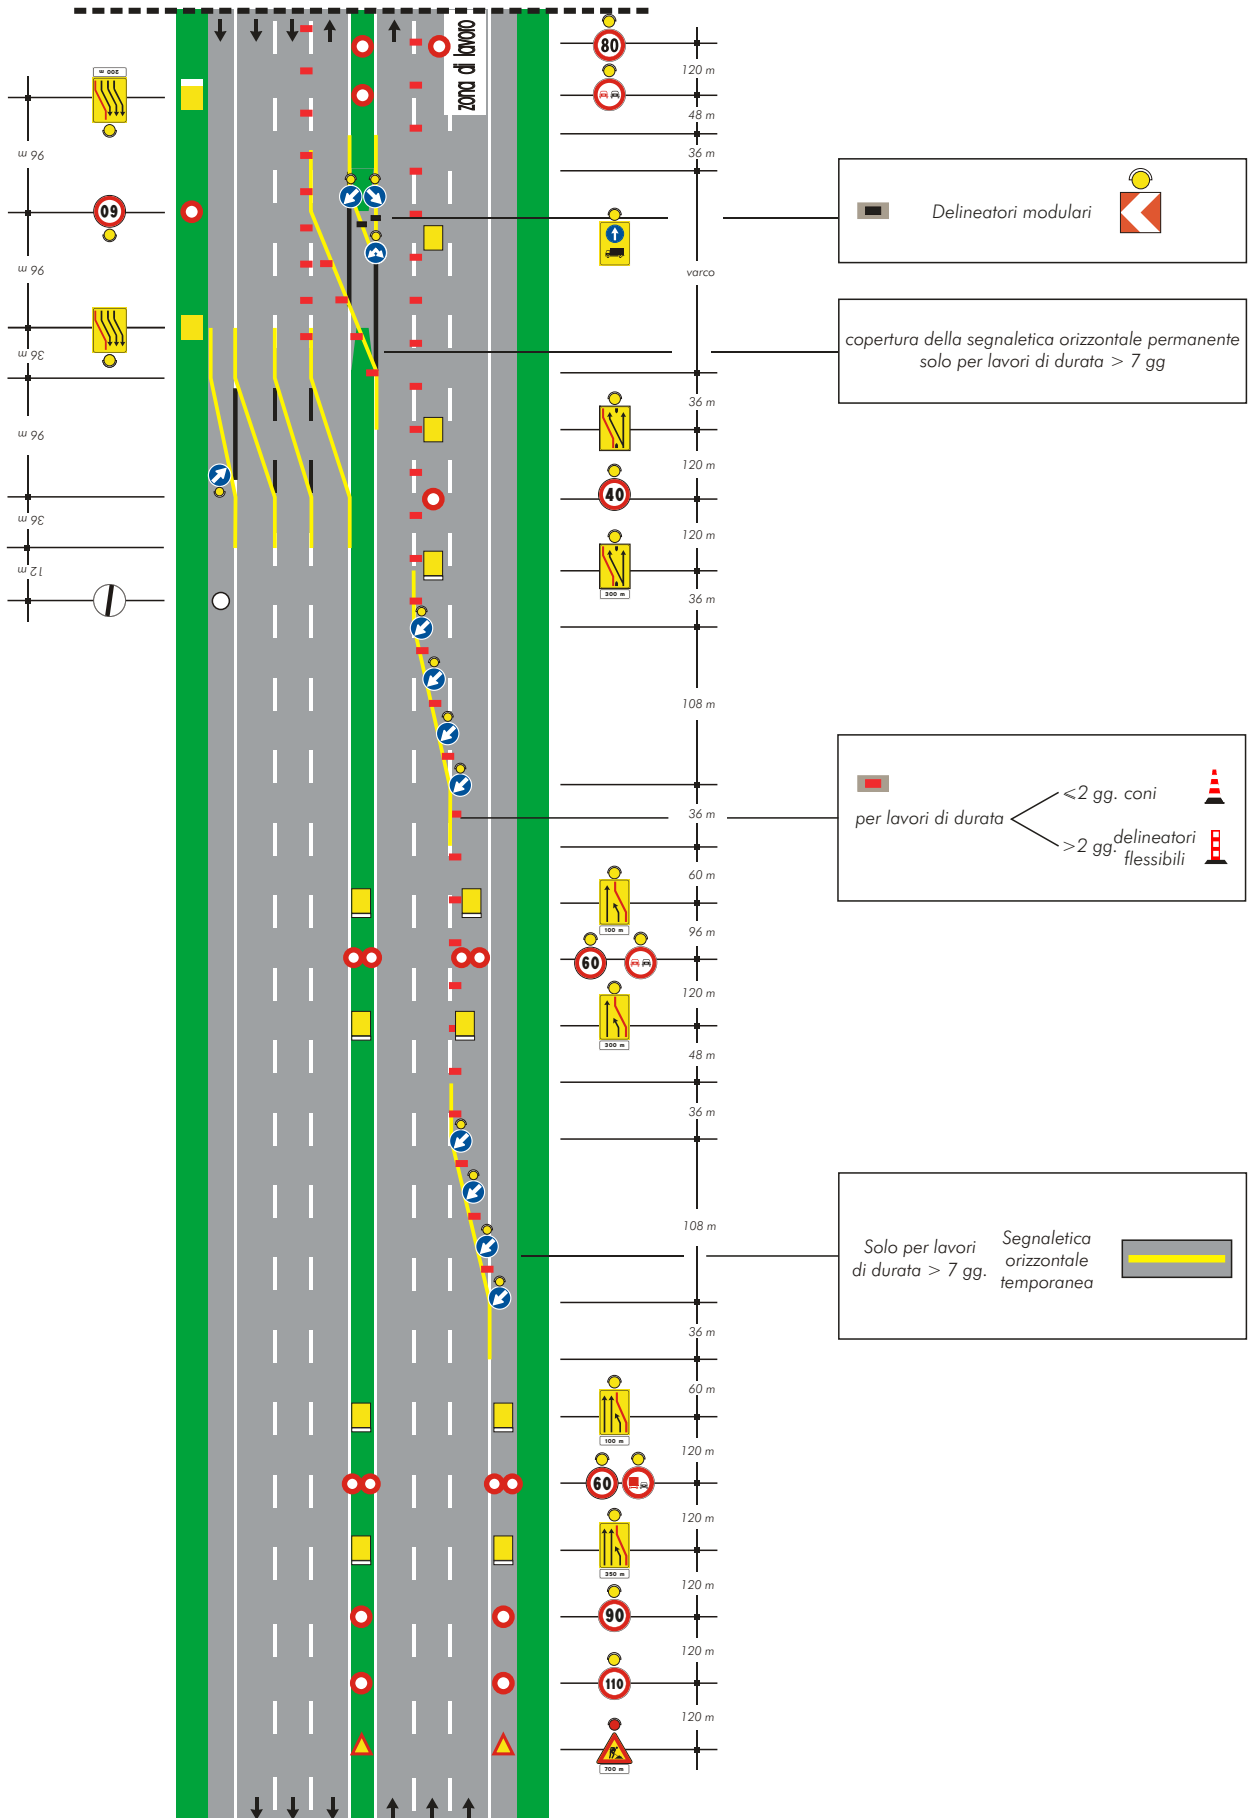 zona di lavoro
200 m
96 m
60
96 m
36 m
96 m
36 m
12 m
80
120 m
48 m
36 m
varco
36 m
120 m
40
120 m
300 m
36 m
108 m
36 m
60 m
100 m
96 m
60
120 m
300 m
48 m
36 m
108 m
36 m
60 m
100 m
120 m
60
120 m
350 m
120 m
90
120 m
110
120 m
700 m
Delineatori modulari
copertura della segnaletica orizzontale permanente
solo per lavori di durata > 7 gg
per lavori di durata
⩽2 gg. coni
>2 gg. delineatori
flessibili
Solo per lavori
di durata > 7 gg.
Segnaletica
orizzontale
temporanea